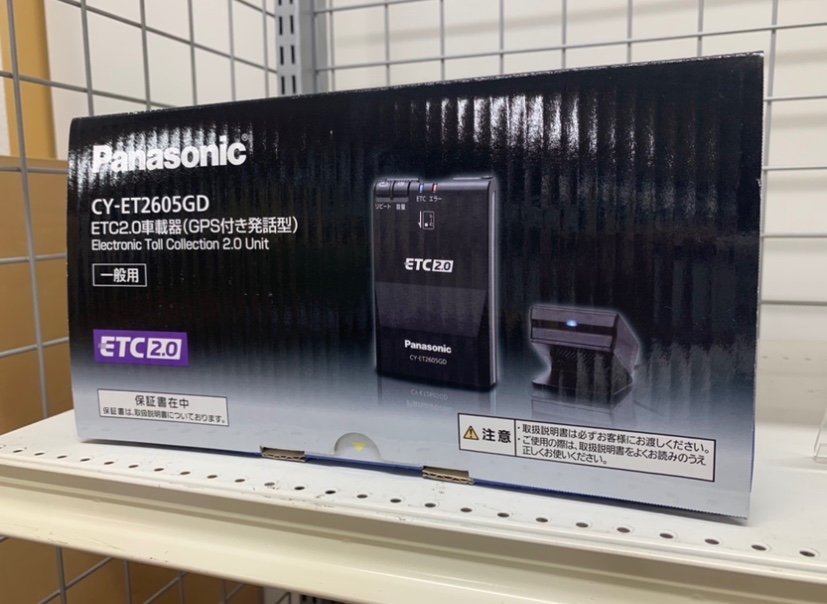 Panasonic®
CY-ET2605GD
ETC2.0車載器(GPS付き発話型)
Electronic Toll Collection 2.0 Unit
一般用
ETC2.0
保証書在中
保証書は、取扱説明書についております。
リピート 音量 ETC エラー
ETC2.0
Panasonic
CY-ET2605GD
注意
・取扱説明書は必ずお客様にお渡しください。
・ご使用の際は、取扱説明書をよくお読みのうえ
正しくお使いください。